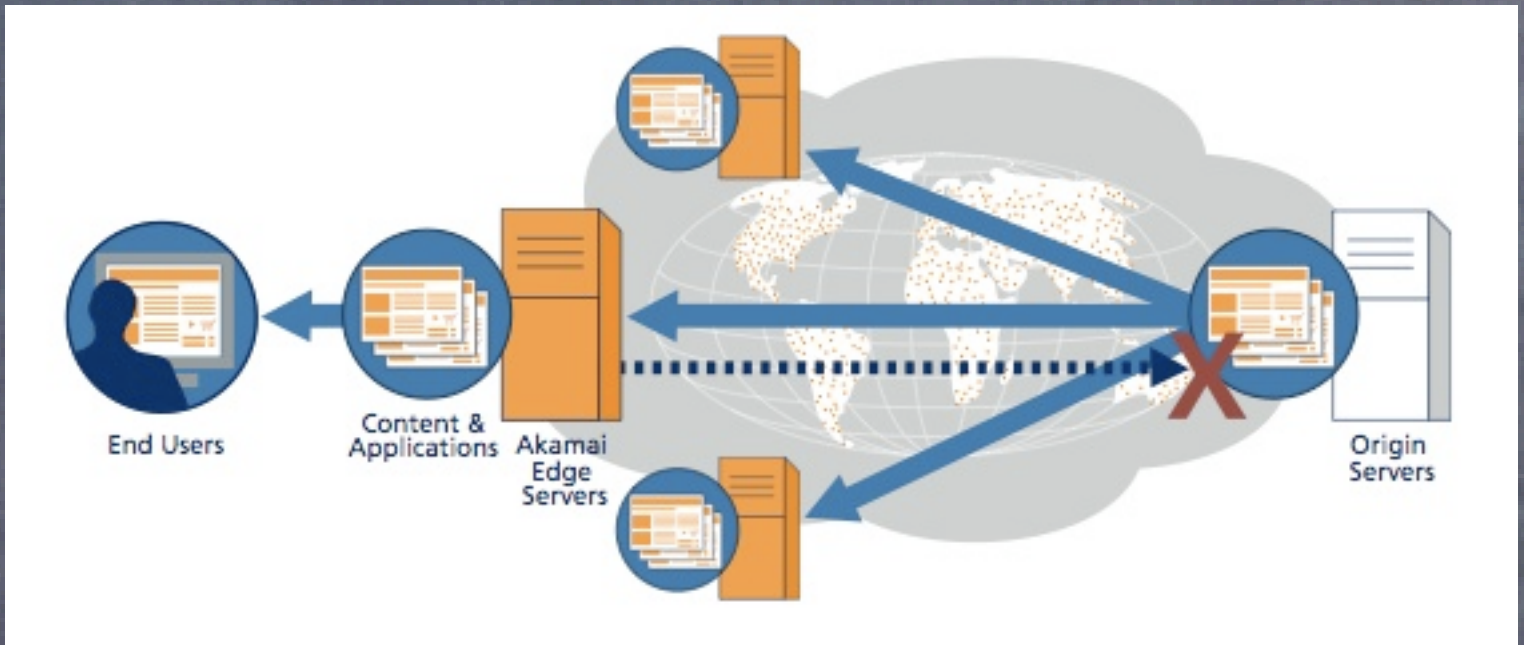 End Users
Content &
Applications
Akamai
Edge
Servers
X
Origin
Servers